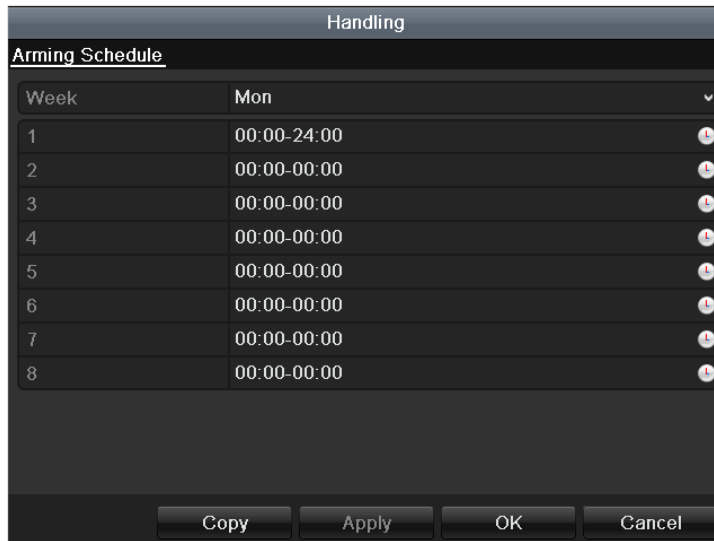 Handling
Arming Schedule
Week Mon
1 00:00-24:00
2 00:00-00:00
3 00:00-00:00
4 00:00-00:00
5 00:00-00:00
6 00:00-00:00
7 00:00-00:00
8 00:00-00:00
Copy Apply OK Cancel